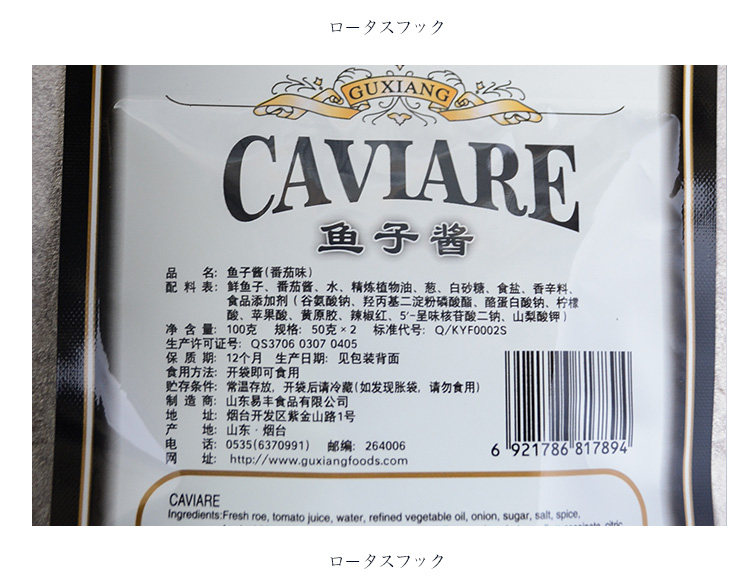 ロータスフック
GUXIANG
CAVIARE
鱼子酱
品 名: 鱼子酱(番茄味)
配 料 表: 鲜鱼子、番茄酱、水、精炼植物油、葱、白砂糖、食盐、香辛料、
食品添加剂 (谷氨酸钠、羟丙基二淀粉磷酸酯、酪蛋白酸钠、柠檬
酸、苹果酸、黄原胶、辣椒红、5′-呈味核苷酸二钠、山梨酸钾)
净 含 量: 100克 规格: 50克×2 标准代号: Q/KYF0002S
生产许可证号: QS3706 0307 0405
保 质 期: 12个月 生产日期: 见包装背面
食用方法: 开袋即可食用
贮存条件: 常温存放，开袋后请冷藏(如发现胀袋，请勿食用)
制 造 商: 山东易丰食品有限公司
地 址: 烟台开发区紫金山路1号
产 地: 山东·烟台
电 话: 0535(6370991) 邮编: 264006
网 址: http://www.guxiangfoods.com
6 921786 817894
CAVIARE
Ingredients:Fresh roe, tomato juice, water, refined vegetable oil, onion, sugar, salt, spice,
ロータスフック